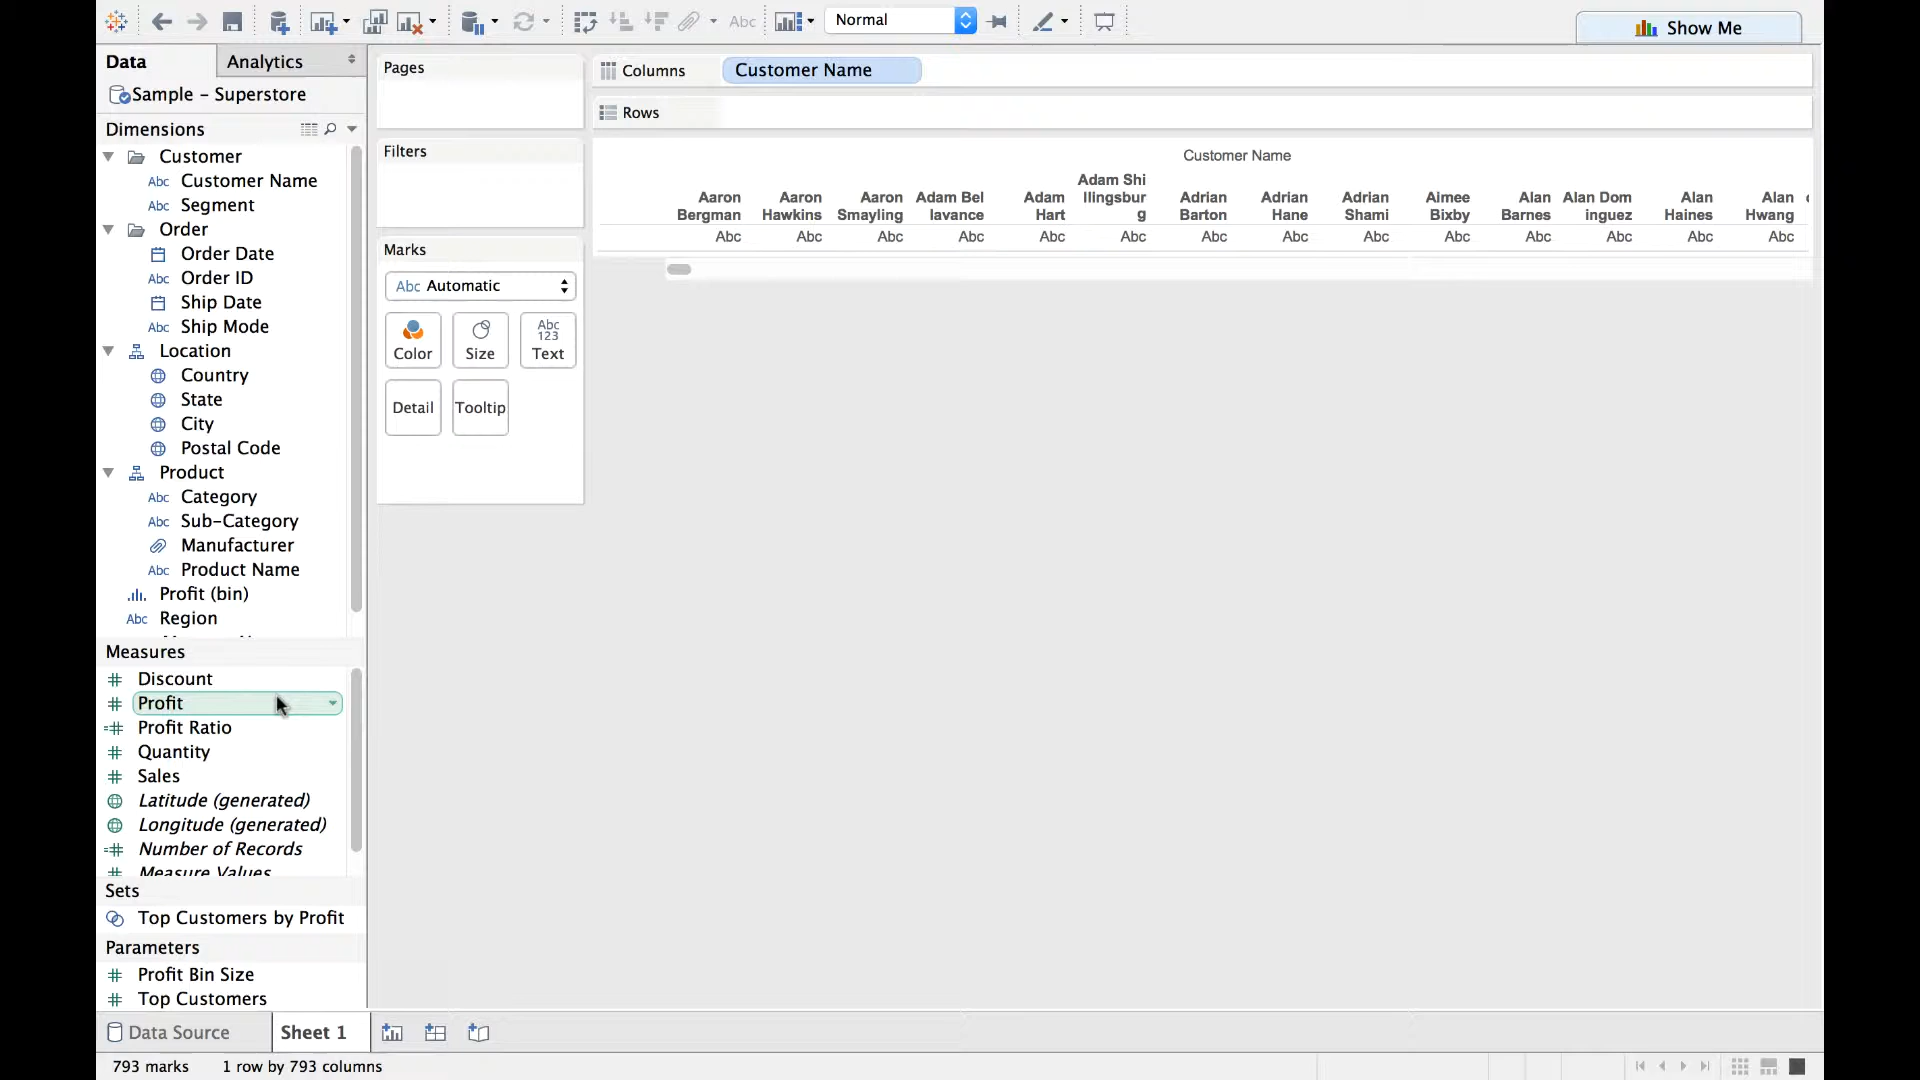 Abc
Normal
Show Me
Data
Analytics
Sample - Superstore
Dimensions
Customer
Abc Customer Name
Abc Segment
Order
Order Date
Abc Order ID
Ship Date
Abc Ship Mode
Location
Country
State
City
Postal Code
Product
Abc Category
Abc Sub-Category
Manufacturer
Abc Product Name
Profit (bin)
Abc Region
Measures
# Discount
# Profit
=# Profit Ratio
# Quantity
# Sales
Latitude (generated)
Longitude (generated)
=# Number of Records
# Measure Values
Sets
Top Customers by Profit
Parameters
# Profit Bin Size
# Top Customers
Pages
Filters
Marks
Abc Automatic
Color
Size
Abc
123
Text
Detail
Tooltip
Columns
Customer Name
Rows
Customer Name
Aaron
Bergman
Aaron
Hawkins
Aaron
Smayling
Adam Bel
lavance
Adam
Hart
Adam Shi
llingsbur
g
Adrian
Barton
Adrian
Hane
Adrian
Shami
Aimee
Bixby
Alan
Barnes
Alan Dom
inguez
Alan
Haines
Alan
Hwang
Abc Abc Abc Abc Abc Abc Abc Abc Abc Abc Abc Abc Abc Abc
Data Source
Sheet 1
793 marks
1 row by 793 columns